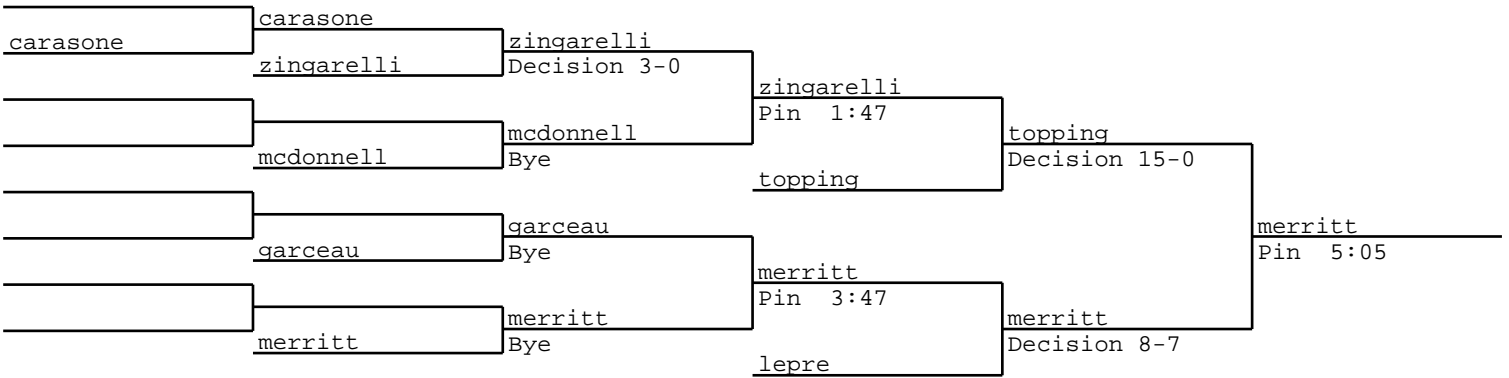 carasone
carasone
zingarelli
zingarelli
Decision 3-0
mcdonnell
mcdonnell
Bye
zingarelli
Pin 1:47
topping
topping
Decision 15-0
garceau
garceau
Bye
merritt
merritt
Bye
merritt
Pin 3:47
lepre
merritt
Decision 8-7
merritt
Pin 5:05